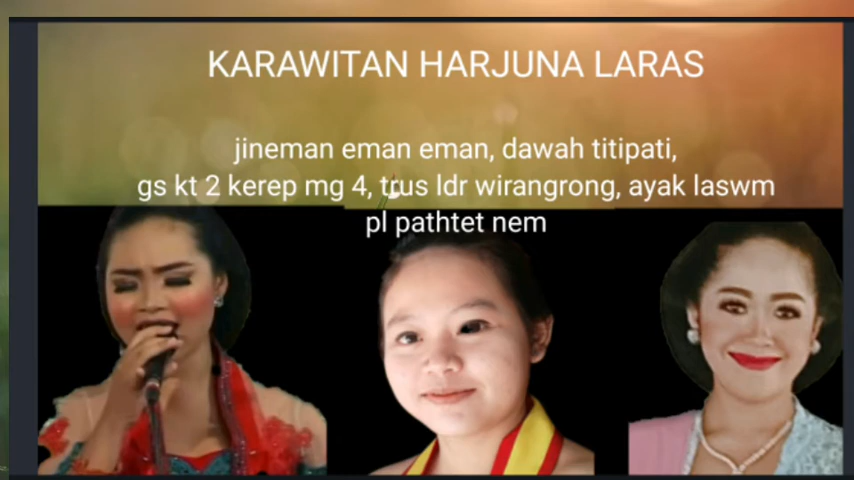 KARAWITAN HARJUNA LARAS
jineman eman eman, dawah titipati,
gs kt 2 kerep mg 4, trus ldr wirangrong, ayak laswm
pl pathtet nem